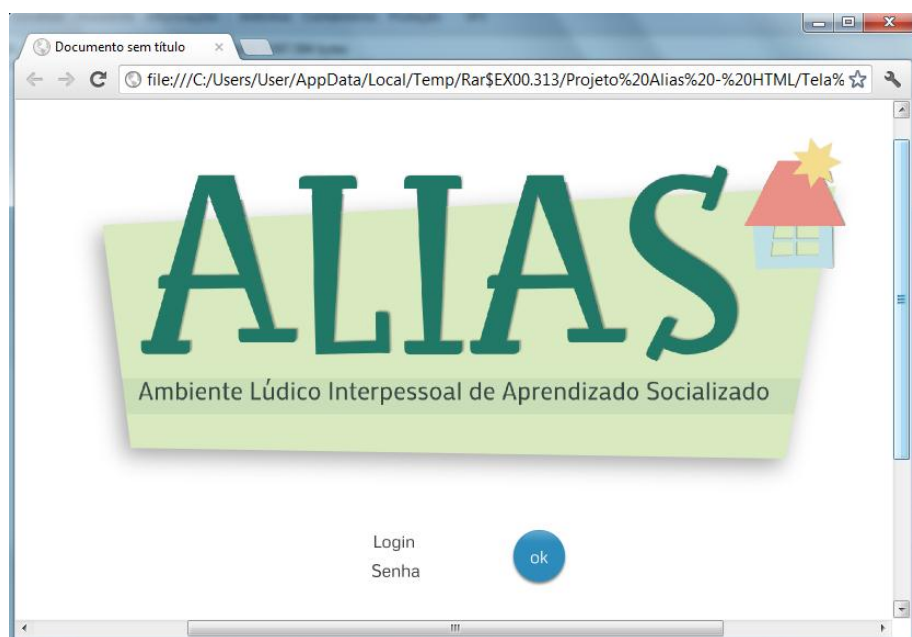 Documento sem título
file:///C:/Users/User/AppData/Local/Temp/Rar$EX00.313/Projeto%20Alias%20-%20HTML/Tela%
ALIAS
Ambiente Lúdico Interpessoal de Aprendizado Socializado
Login
ok
Senha